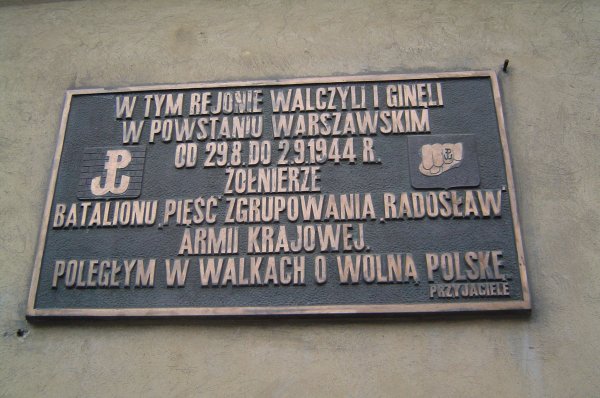 W TYM REJONIE WALCZYLI I GINĘLI
W POWSTANIU WARSZAWSKIM
OD 29.8. DO 2.9.1944 R.
ŻOŁNIERZE
BATALIONU „PIĘŚĆ” ZGRUPOWANIA „RADOSŁAW”
ARMII KRAJOWEJ.
POLEGŁYM W WALKACH O WOLNĄ POLSKĘ
PRZYJACIELE